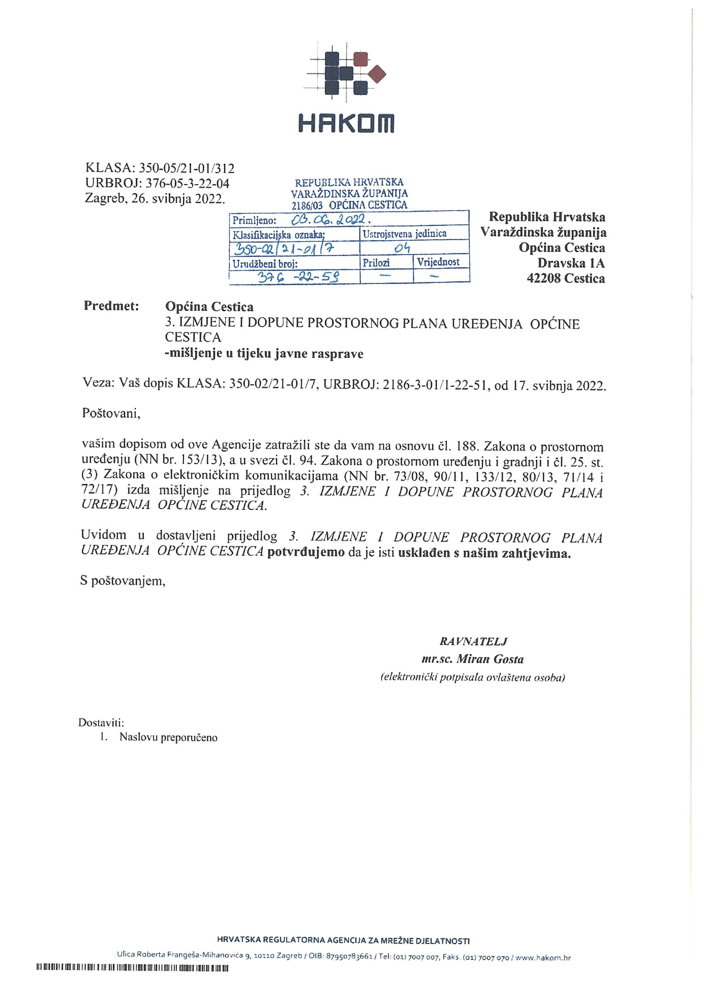 HAKOM
KLASA: 350-05/21-01/312
URBROJ: 376-05-3-22-04
Zagreb, 26. svibnja 2022.
REPUBLIKA HRVATSKA
VARAŽDINSKA ŽUPANIJA
2186/03 OPĆINA CESTICA
Primljeno: 03.06.2022.
Klasifikacijska oznaka: Ustrojstvena jedinica
350-02/21-01/7 04
Urudžbeni broj: Prilozi Vrijednost
376-22-59 – –
Republika Hrvatska
Varaždinska županija
Općina Cestica
Dravska 1A
42208 Cestica
Predmet: Općina Cestica
3. IZMJENE I DOPUNE PROSTORNOG PLANA UREĐENJA OPĆINE
CESTICA
-mišljenje u tijeku javne rasprave
Veza: Vaš dopis KLASA: 350-02/21-01/7, URBROJ: 2186-3-01/1-22-51, od 17. svibnja 2022.
Poštovani,
vašim dopisom od ove Agencije zatražili ste da vam na osnovu čl. 188. Zakona o prostornom
uređenju (NN br. 153/13), a u svezi čl. 94. Zakona o prostornom uređenju i gradnji i čl. 25. st.
(3) Zakona o elektroničkim komunikacijama (NN br. 73/08, 90/11, 133/12, 80/13, 71/14 i
72/17) izda mišljenje na prijedlog 3. IZMJENE I DOPUNE PROSTORNOG PLANA
UREĐENJA OPĆINE CESTICA.
Uvidom u dostavljeni prijedlog 3. IZMJENE I DOPUNE PROSTORNOG PLANA
UREĐENJA OPĆINE CESTICA potvrđujemo da je isti usklađen s našim zahtjevima.
S poštovanjem,
RAVNATELJ
mr.sc. Miran Gosta
(elektronički potpisala ovlaštena osoba)
Dostaviti:
1. Naslovu preporučeno
HRVATSKA REGULATORNA AGENCIJA ZA MREŽNE DJELATNOSTI
Ulica Roberta Frangeša-Mihanovića 9, 10110 Zagreb / OIB: 87950783661 / Tel: (01) 7007 007, Faks. (01) 7007 070 / www.hakom.hr